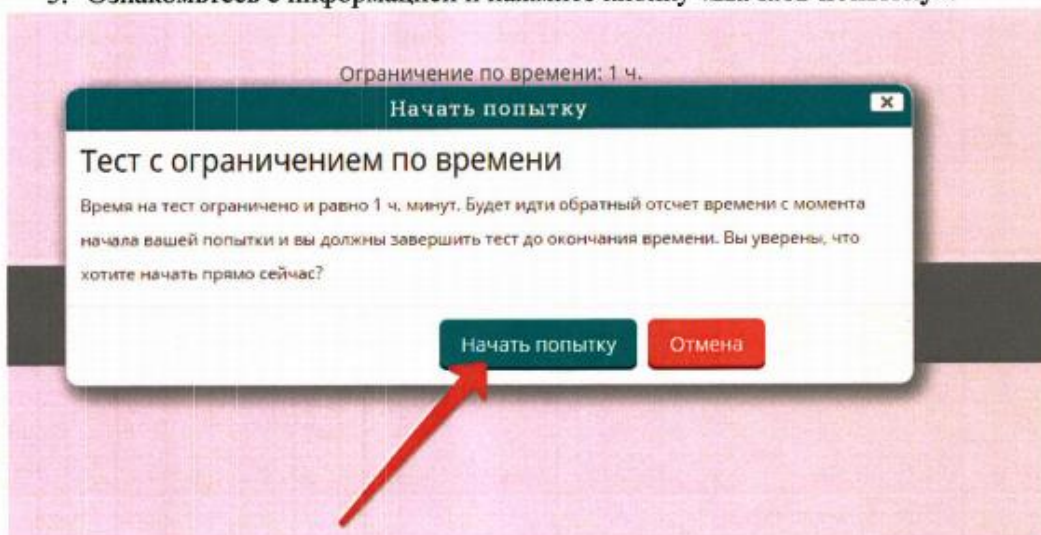 Ограничение по времени: 1 ч.
Начать попытку
Тест с ограничением по времени
Время на тест ограничено и равно 1 ч. минут. Будет идти обратный отсчет времени с момента
начала вашей попытки и вы должны завершить тест до окончания времени. Вы уверены, что
хотите начать прямо сейчас?
Начать попытку Отмена